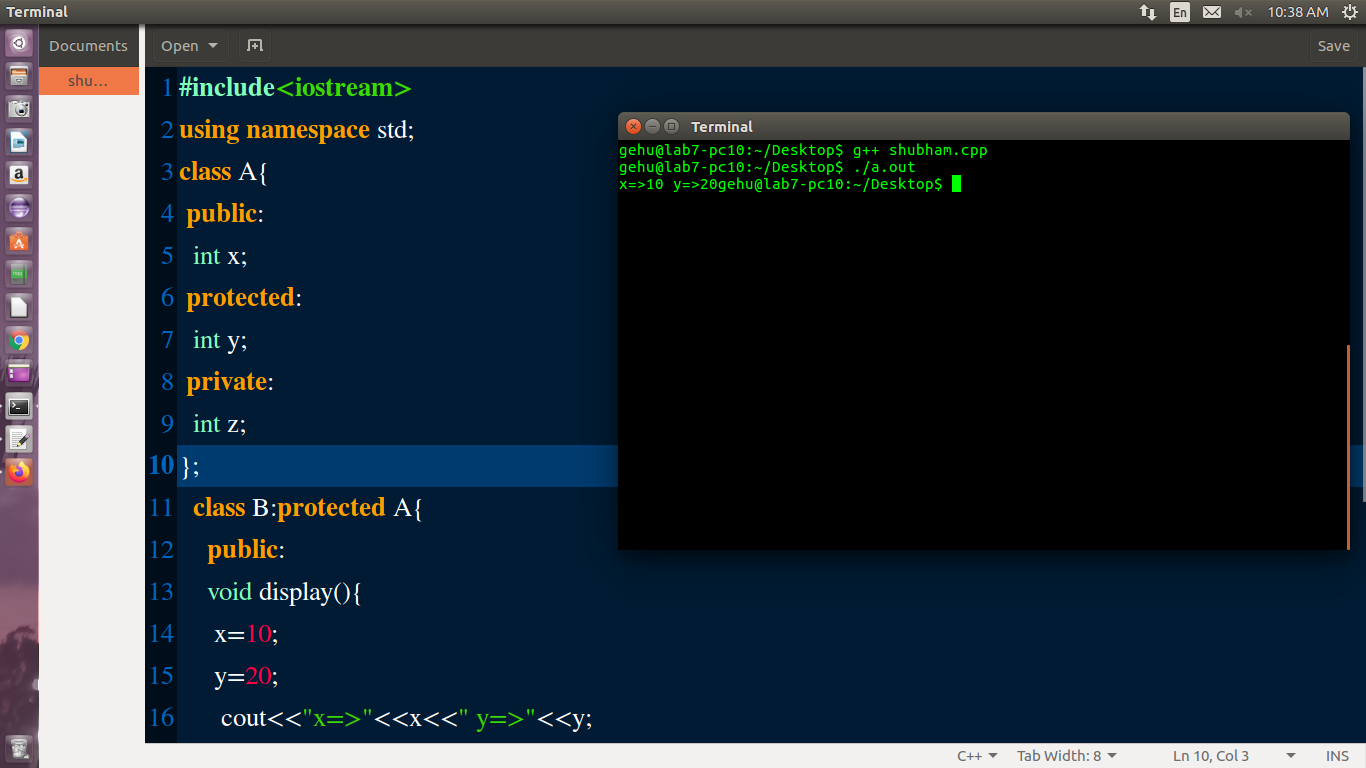 Terminal
En
10:38 AM
Documents
Open
Save
shu...
1 #include<iostream>
2 using namespace std;
3 class A{
4 public:
5 int x;
6 protected:
7 int y;
8 private:
9 int z;
10 };
11 class B:protected A{
12 public:
13 void display(){
14 x=10;
15 y=20;
16 cout<<"x=>"<<x<<" y=>"<<y;
Terminal
gehu@lab7-pc10:~/Desktop$ g++ shubham.cpp
gehu@lab7-pc10:~/Desktop$ ./a.out
x=>10 y=>20gehu@lab7-pc10:~/Desktop$
C++
Tab Width: 8
Ln 10, Col 3
INS